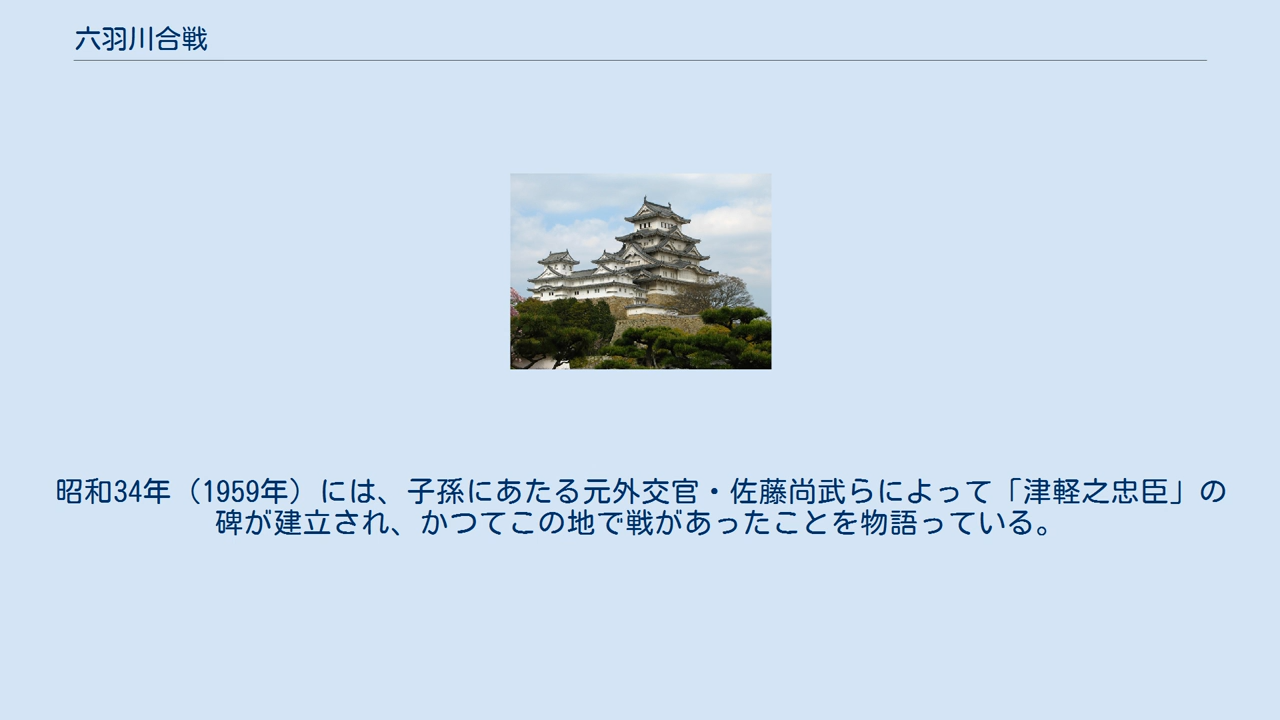 六羽川合戦
昭和34年（1959年）には、子孫にあたる元外交官・佐藤尚武らによって「津軽之忠臣」の
碑が建立され、かつてこの地で戦があったことを物語っている。